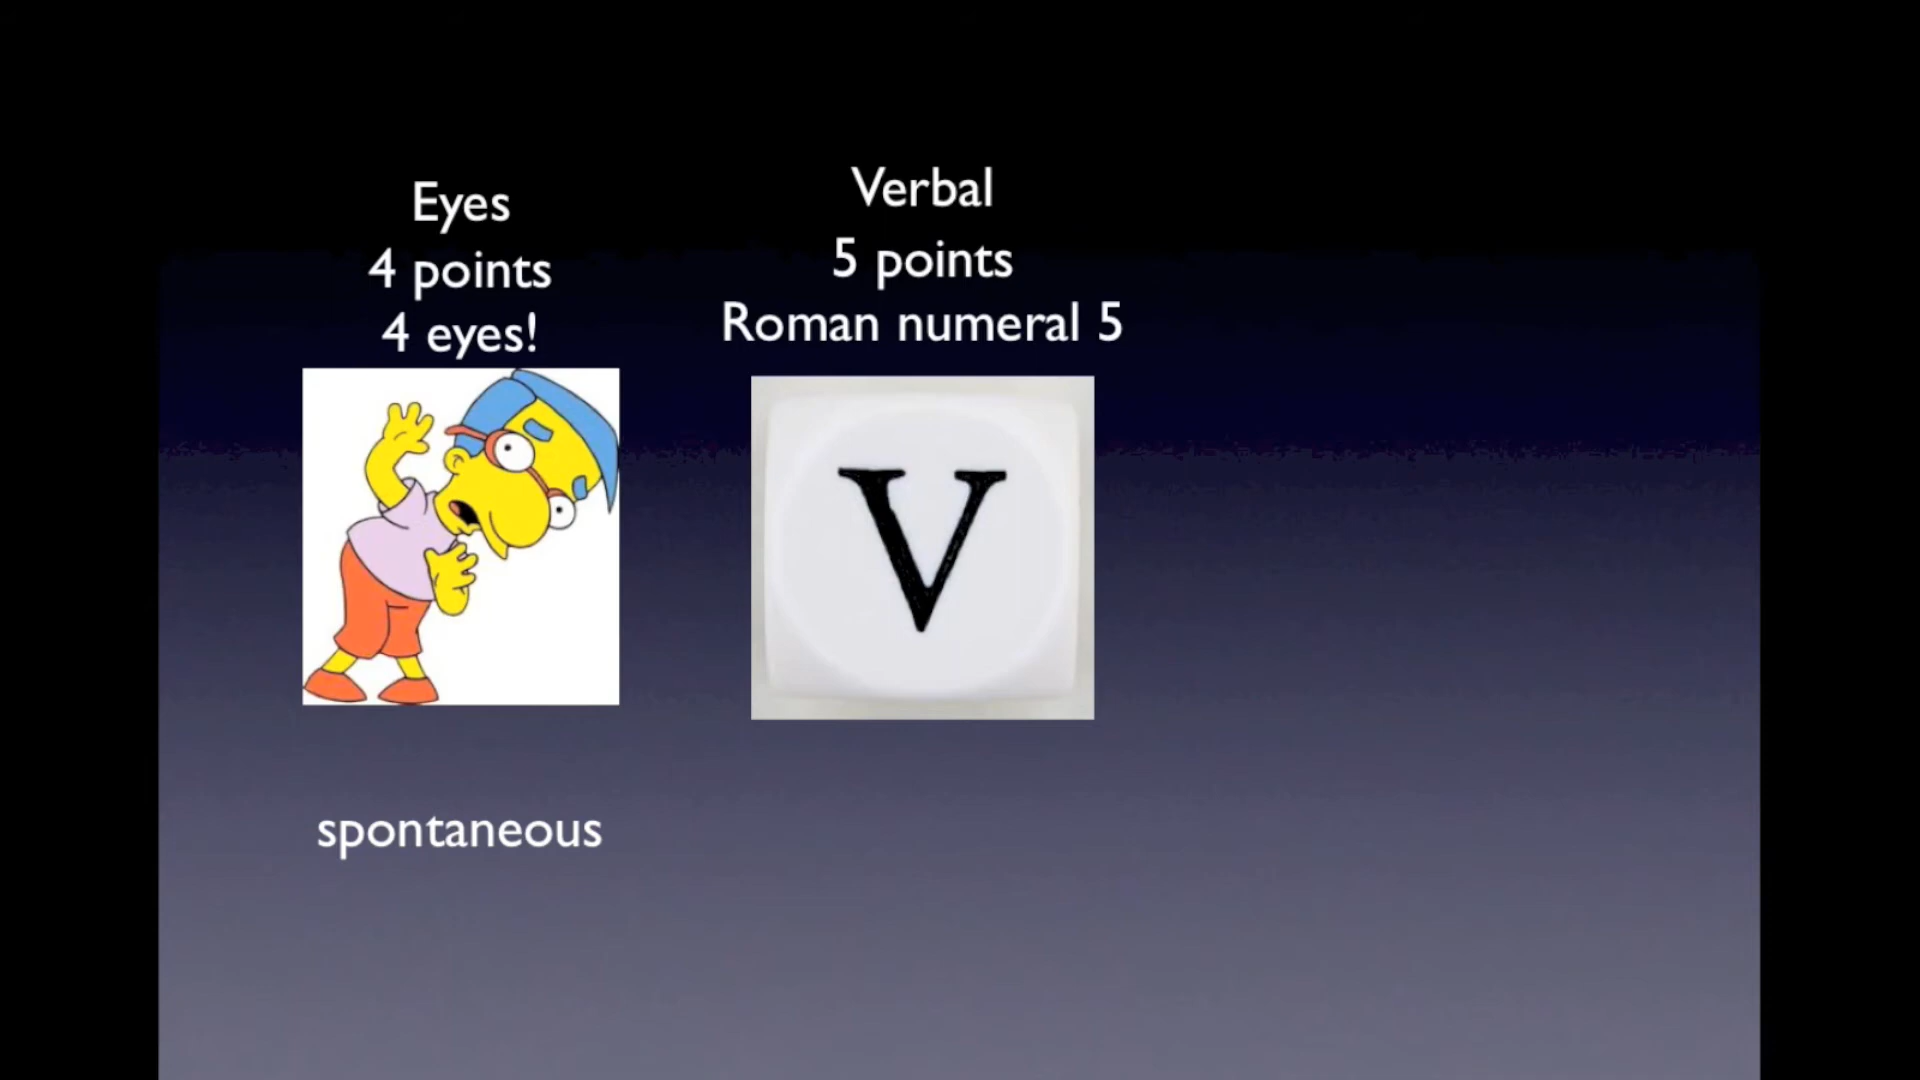 Eyes
4 points
4 eyes!
spontaneous
Verbal
5 points
Roman numeral 5
V